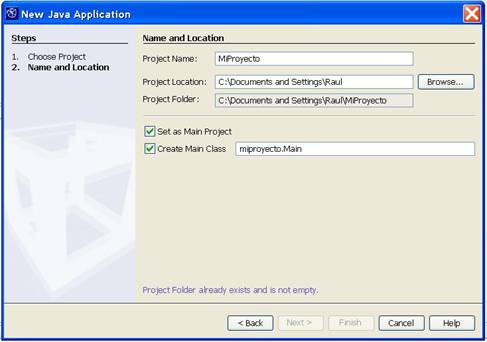 New Java Application
Steps
1. Choose Project
2. Name and Location
Name and Location
Project Name: MiProyecto
Project Location: C:\Documents and Settings\Raul Browse...
Project Folder: C:\Documents and Settings\Raul\MiProyecto
Set as Main Project
Create Main Class miproyecto.Main
Project Folder already exists and is not empty.
< Back Next > Finish Cancel Help